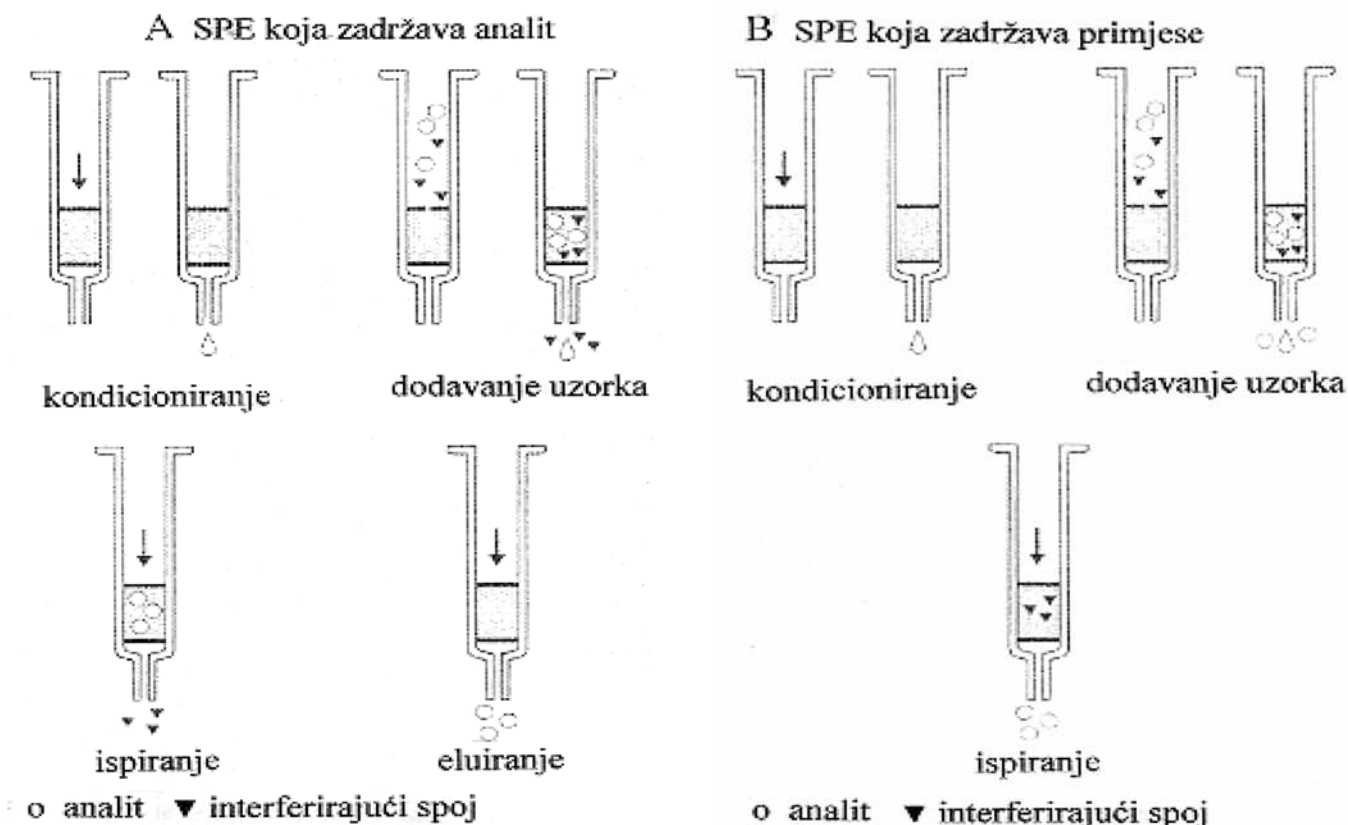 A SPE koja zadržava analit
kondicioniranje
dodavanje uzorka
ispiranje
eluiranje
o analit ▼ interferirajući spoj
B SPE koja zadržava primjese
kondicioniranje
dodavanje uzorka
ispiranje
o analit ▼ interferirajući spoj